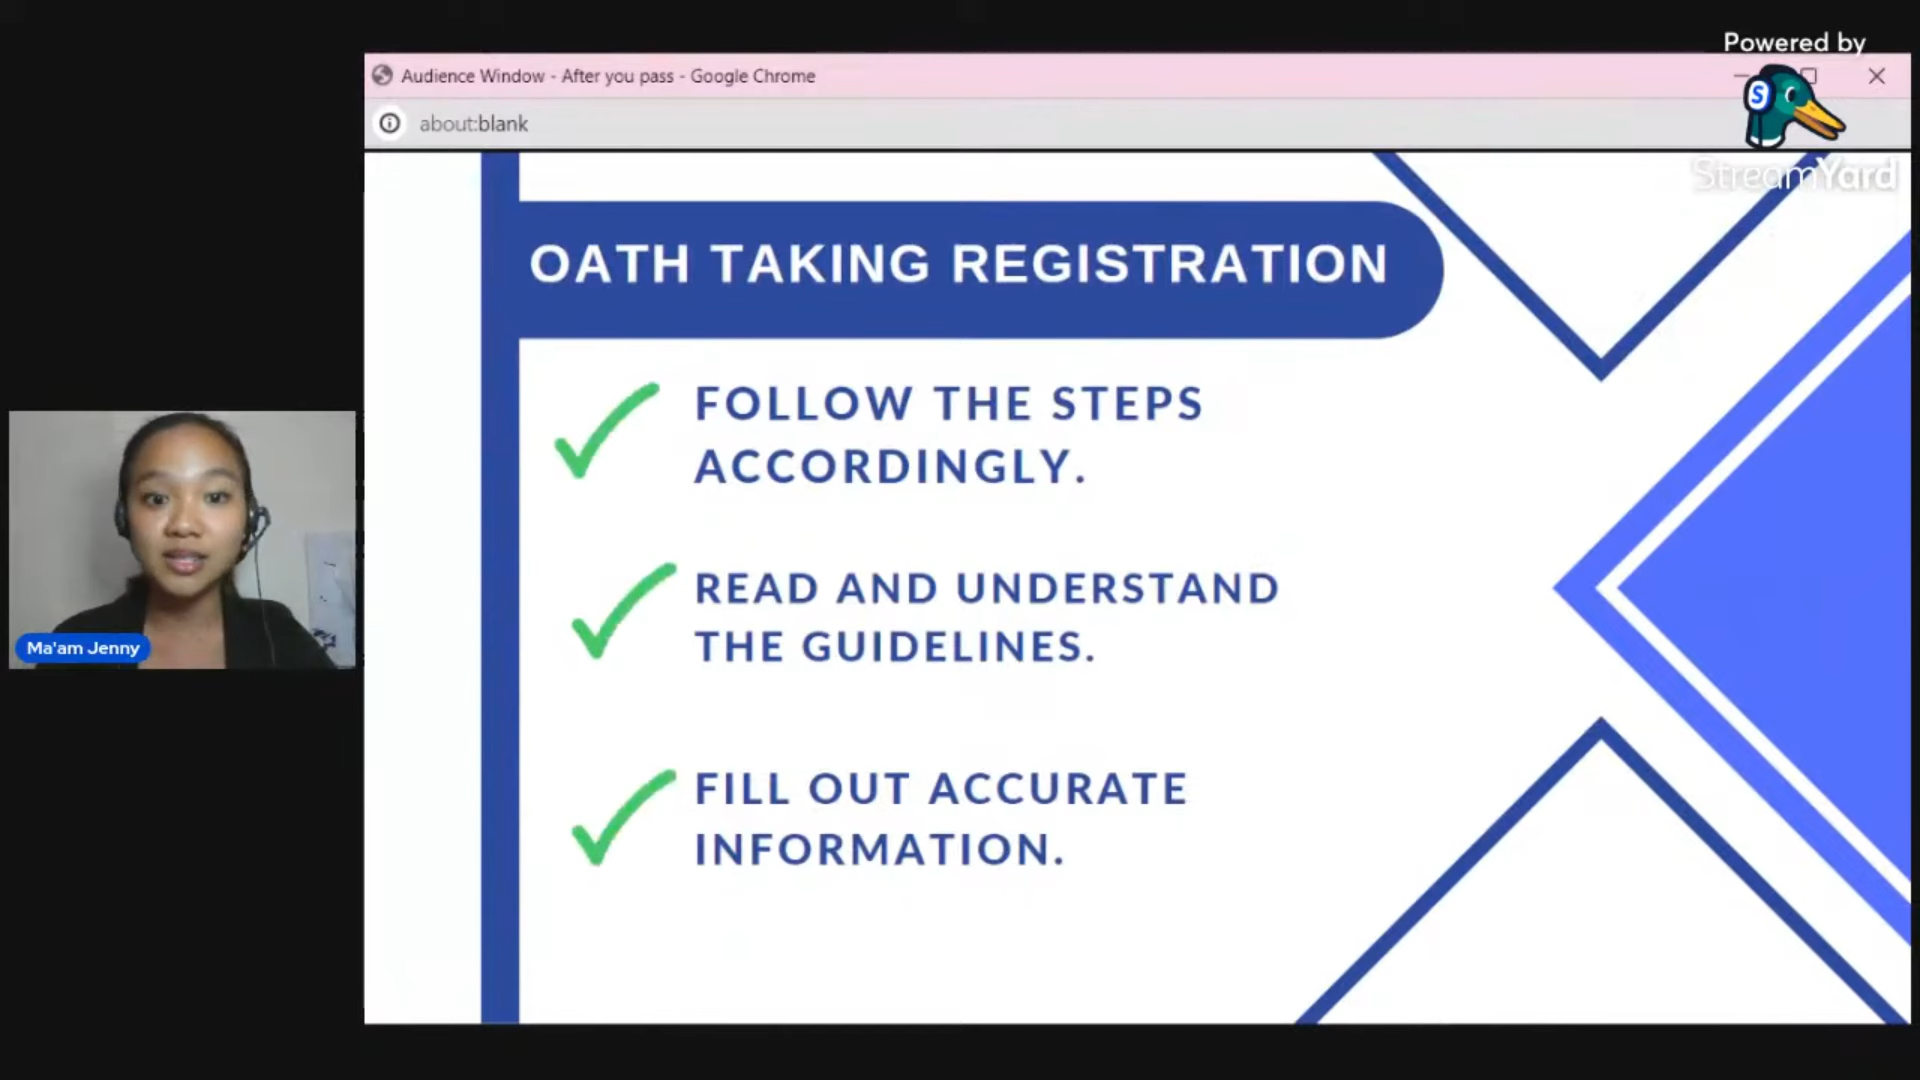 Powered by
StreamYard
Audience Window - After you pass - Google Chrome
about:blank
OATH TAKING REGISTRATION
FOLLOW THE STEPS
ACCORDINGLY.
READ AND UNDERSTAND
THE GUIDELINES.
FILL OUT ACCURATE
INFORMATION.
Ma'am Jenny
S